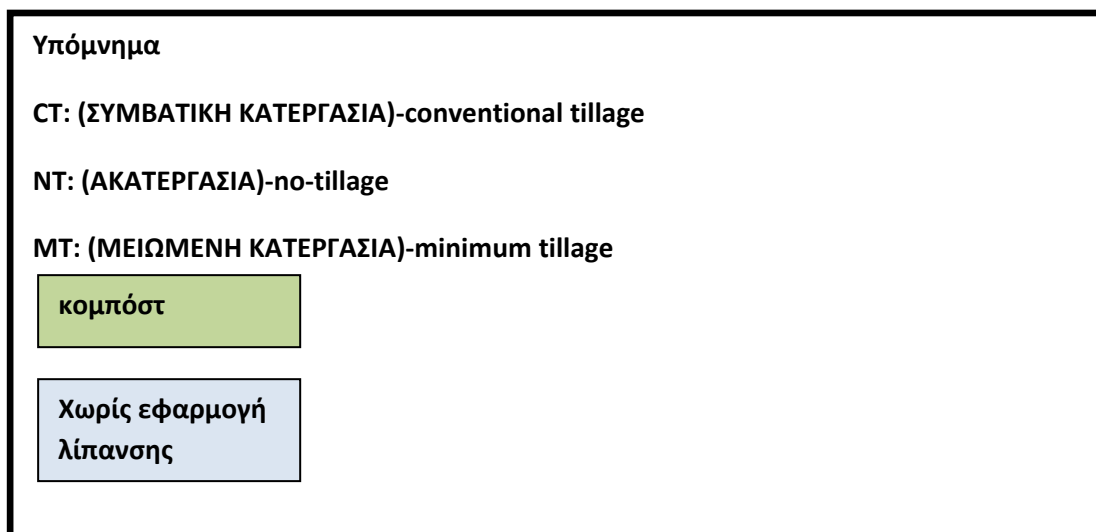 Υπόμνημα
CT: (ΣΥΜΒΑΤΙΚΗ ΚΑΤΕΡΓΑΣΙΑ)-conventional tillage
NT: (ΑΚΑΤΕΡΓΑΣΙΑ)-no-tillage
MT: (ΜΕΙΩΜΕΝΗ ΚΑΤΕΡΓΑΣΙΑ)-minimum tillage
κομπόστ
Χωρίς εφαρμογή
λίπανσης